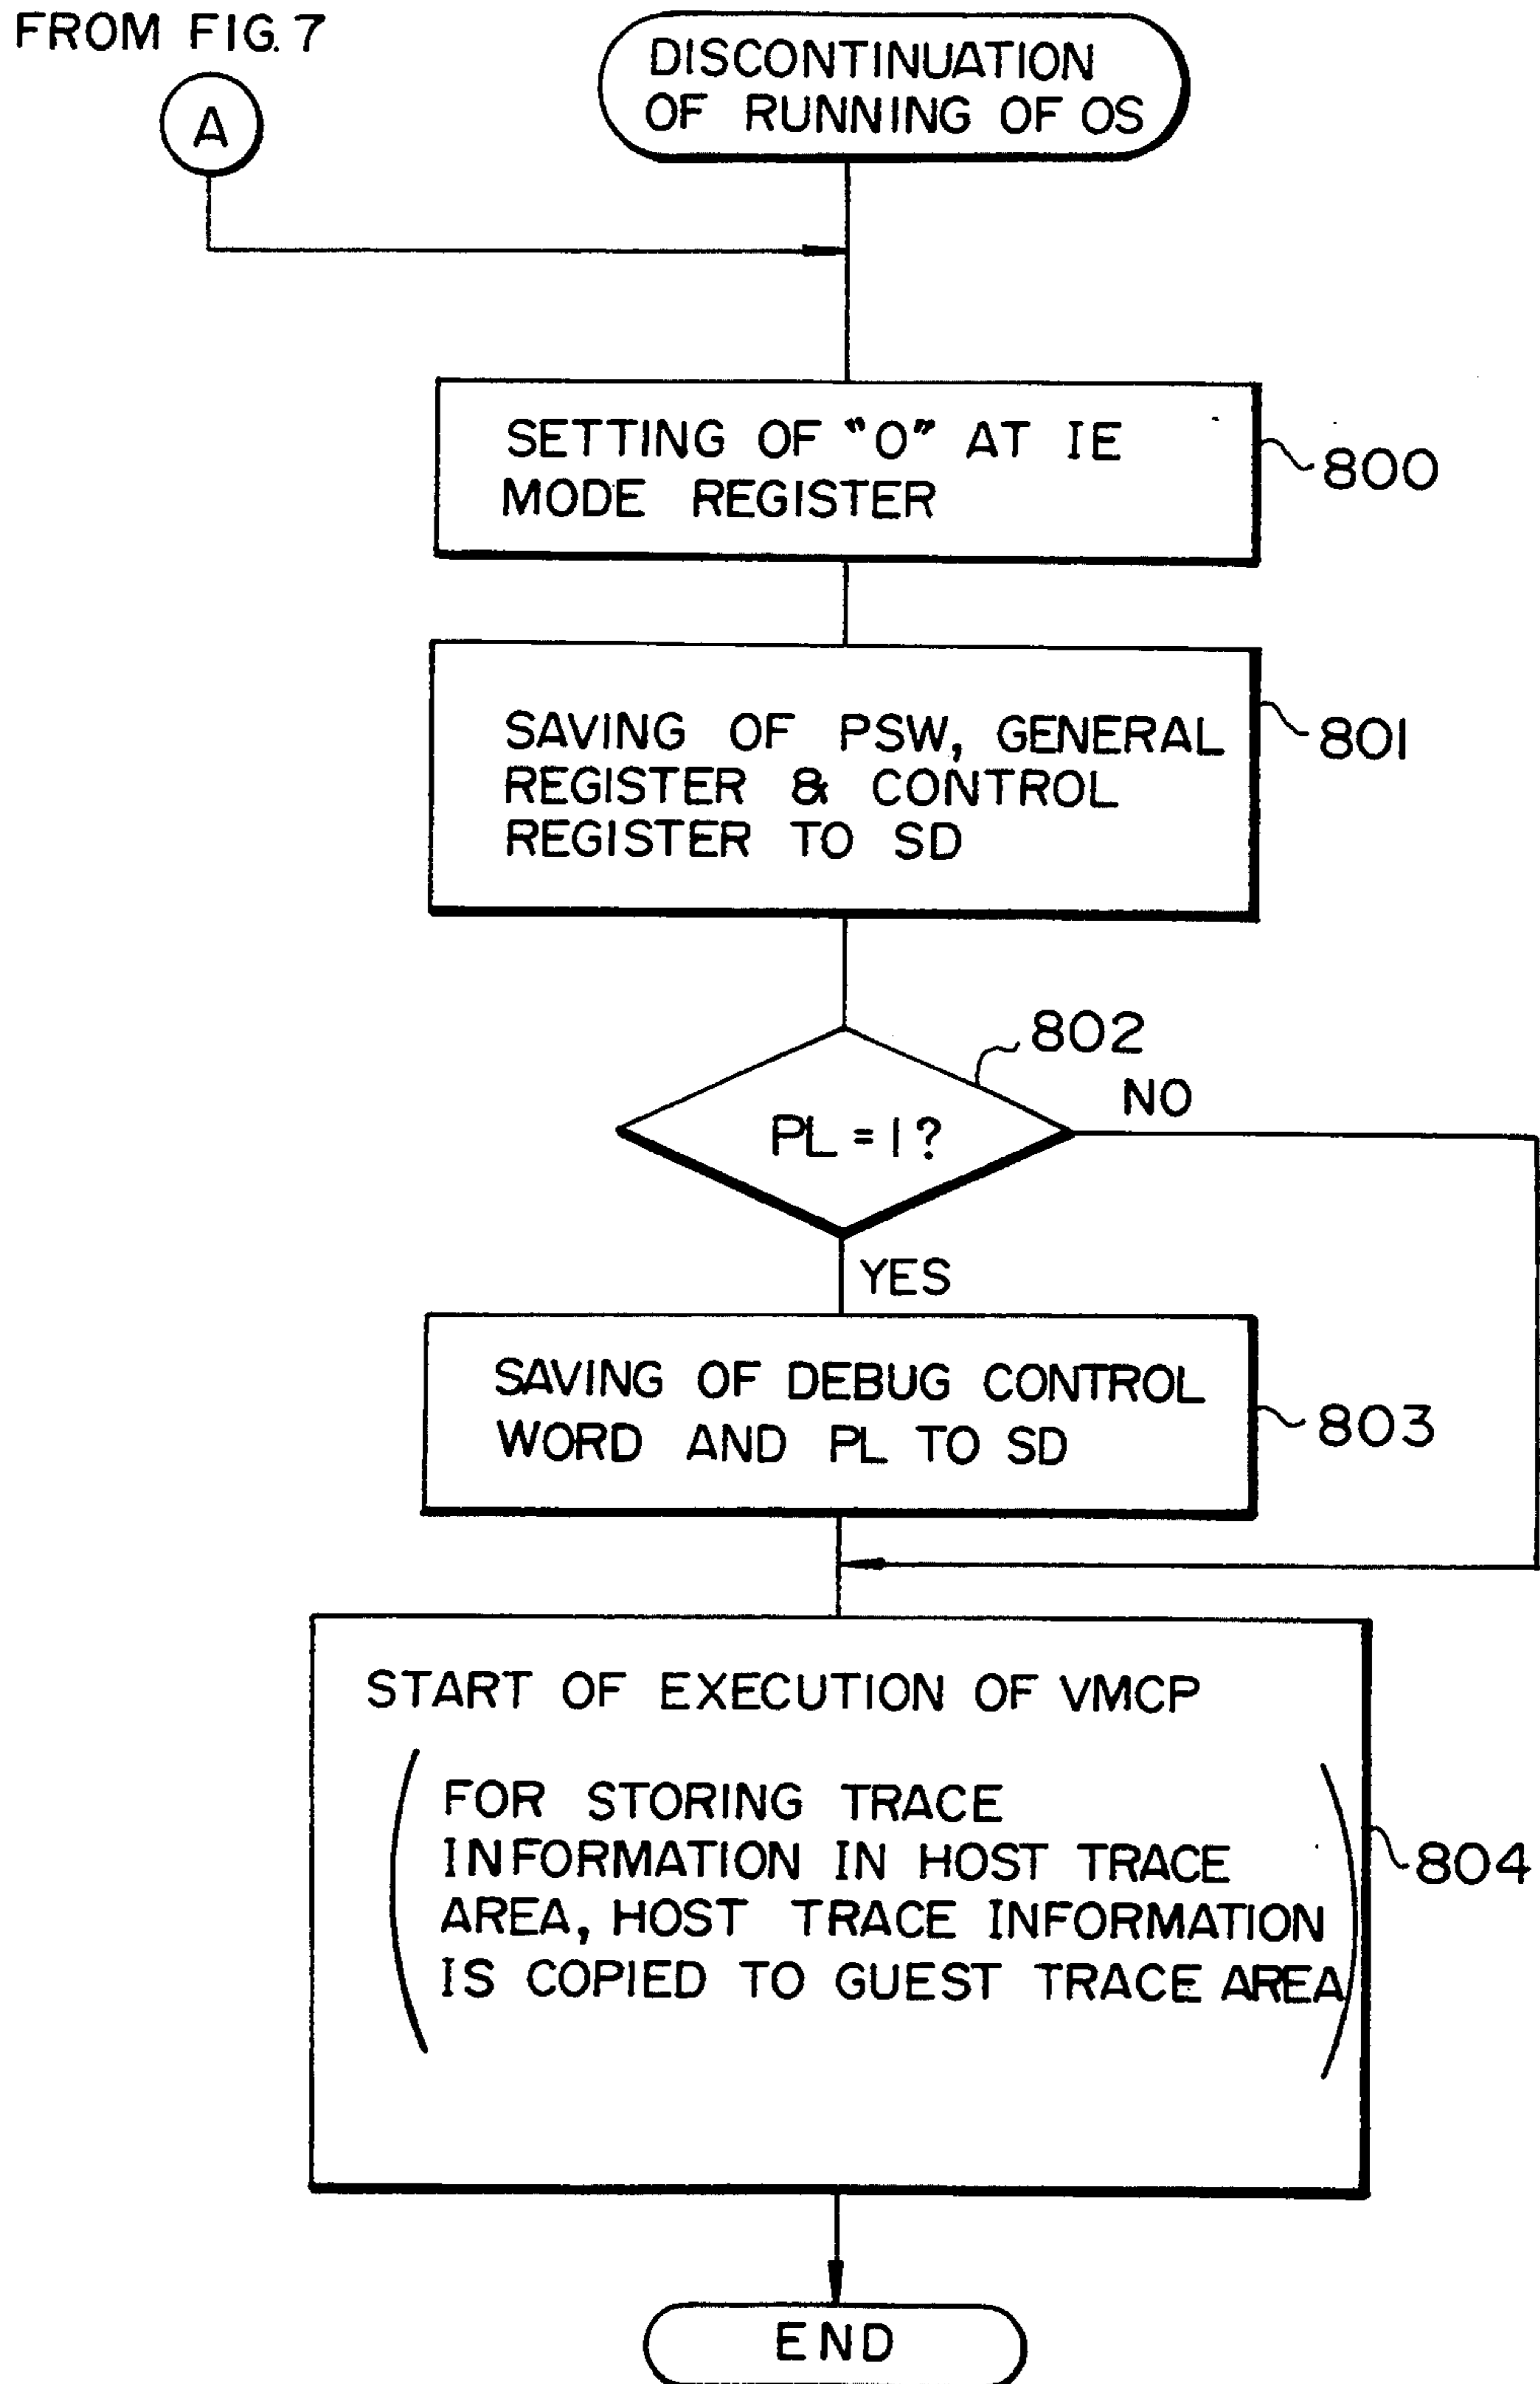 FROM FIG. 7
A
DISCONTINUATION
OF RUNNING OF OS
SETTING OF "O" AT IE
MODE REGISTER
800
SAVING OF PSW, GENERAL
REGISTER & CONTROL
REGISTER TO SD
801
802
PL = 1 ?
NO
YES
SAVING OF DEBUG CONTROL
WORD AND PL TO SD
803
START OF EXECUTION OF VMCP
FOR STORING TRACE
INFORMATION IN HOST TRACE
AREA, HOST TRACE INFORMATION
IS COPIED TO GUEST TRACE AREA
804
END